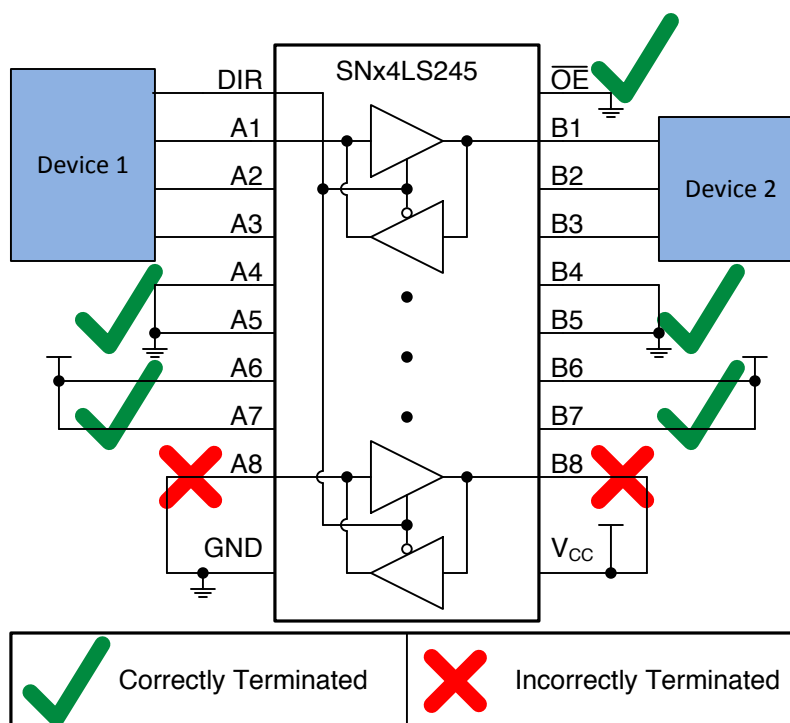 SNx4LS245
DIR
A1
A2
A3
A4
A5
A6
A7
A8
GND
Device 1
O̅E̅
B1
B2
B3
B4
B5
B6
B7
B8
VCC
Device 2
Correctly Terminated
Incorrectly Terminated